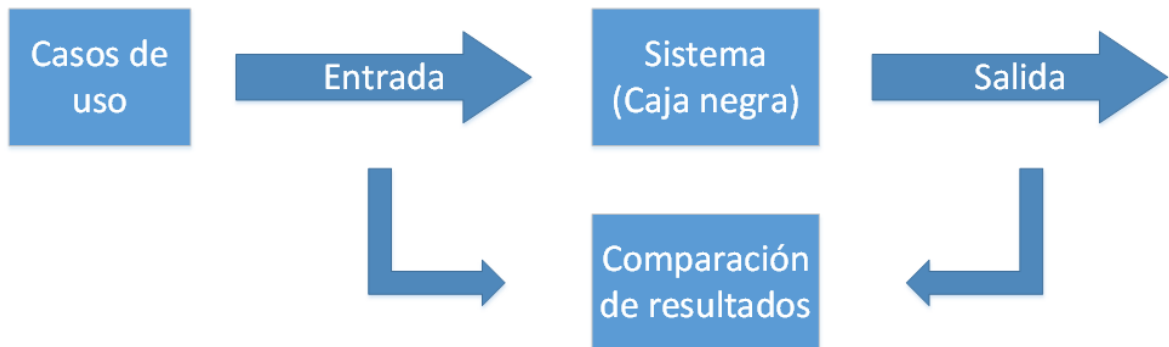 Casos de
uso
Entrada
Sistema
(Caja negra)
Salida
Comparación
de resultados